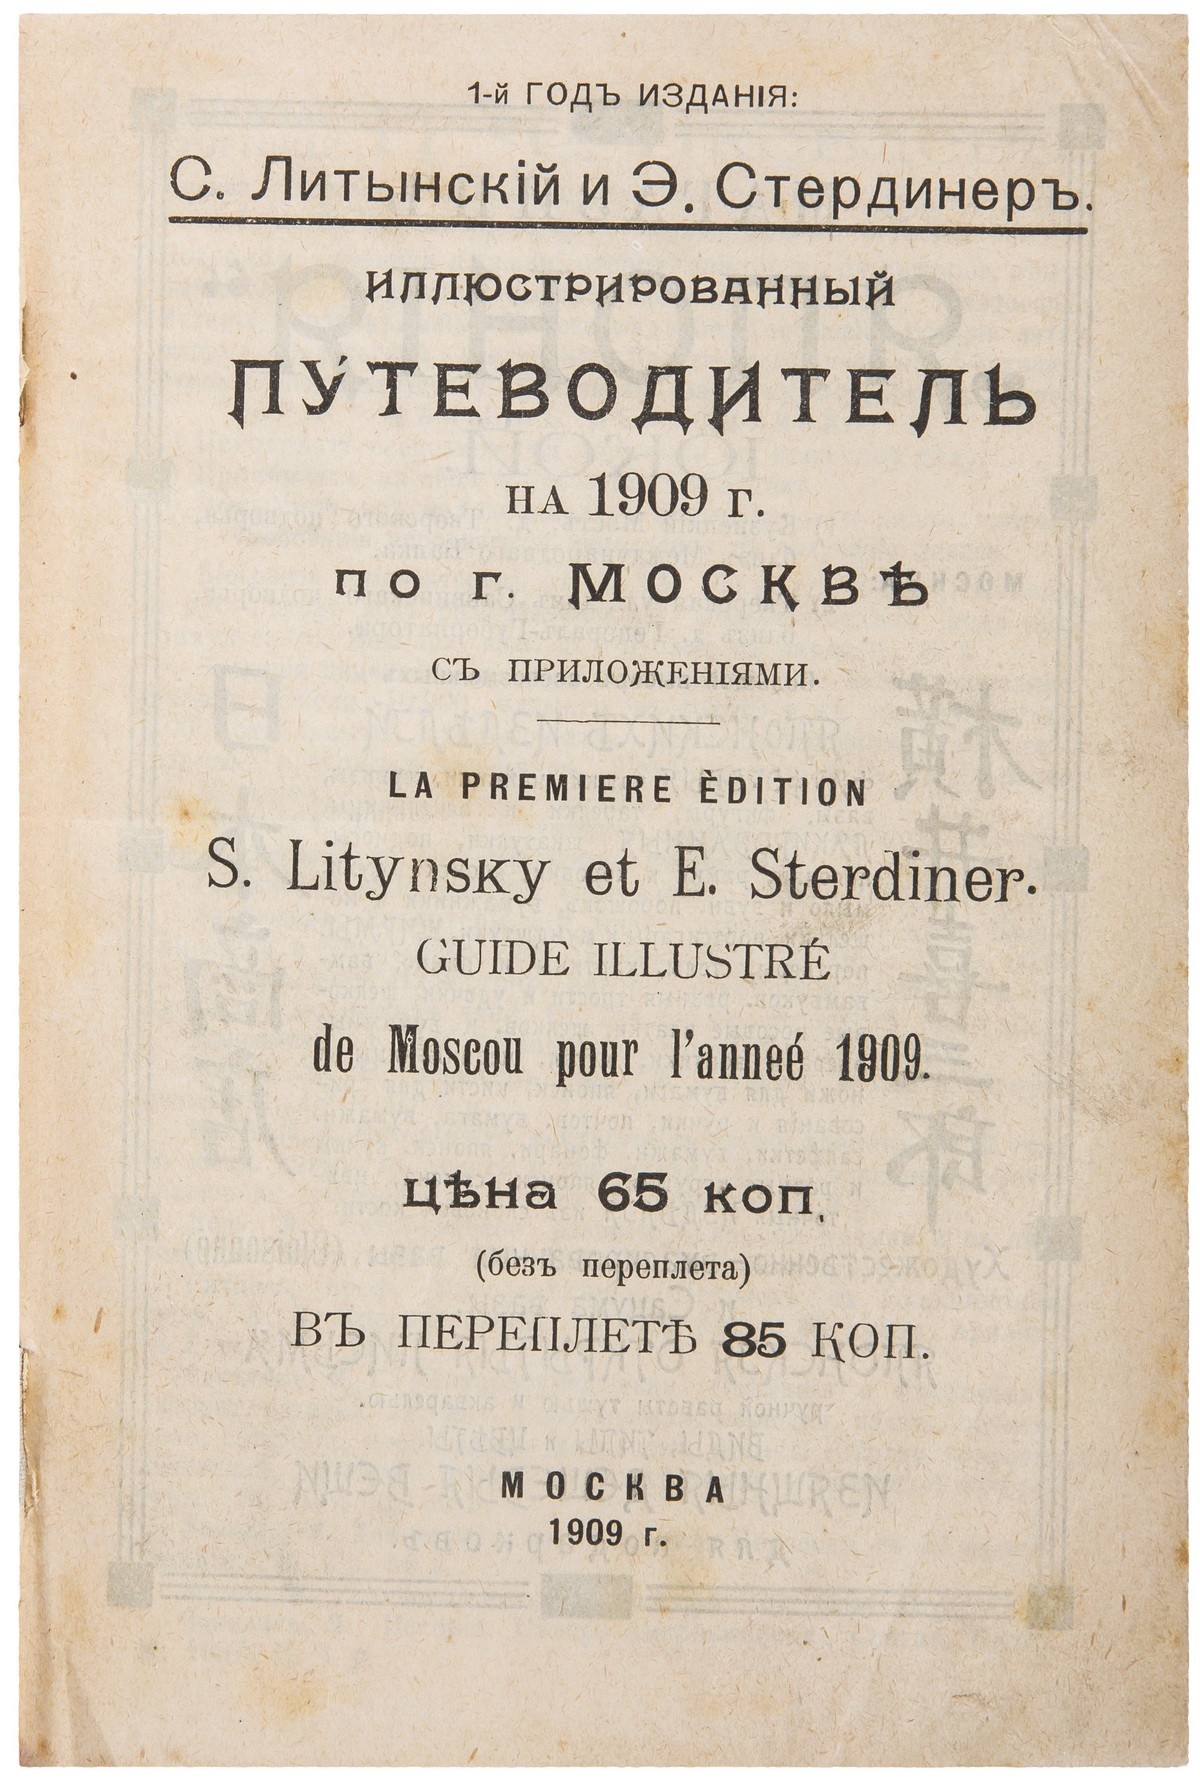 1-й ГОДЪ ИЗДАНІЯ:
С. Литынскій и Э. Стердинеръ.
ИЛЛЮСТРИРОВАННЫЙ
ПУТЕВОДИТЕЛЬ
НА 1909 г.
по г. МОСКВѢ
СЪ ПРИЛОЖЕНІЯМИ.
LA PREMIERE ÈDITION
S. Litynsky et E. Sterdiner.
GUIDE ILLUSTRÉ
de Moscou pour l'anneé 1909.
цѣна 65 коп.
(безъ переплета)
ВЪ ПЕРЕПЛЕТѢ 85 КОП.
МОСКВА
1909 г.